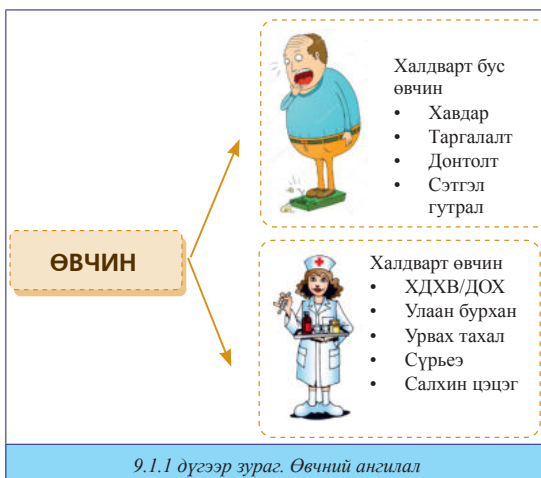 ӨВЧИН
Халдварт бус
өвчин
• Хавдар
• Таргалалт
• Донтолт
• Сэтгэл
гутрал
Халдварт өвчин
• ХДХВ/ДОХ
• Улаан бурхан
• Урвах тахал
• Сүрьеэ
• Салхин цэцэг
9.1.1 дүгээр зураг. Өвчний ангилал